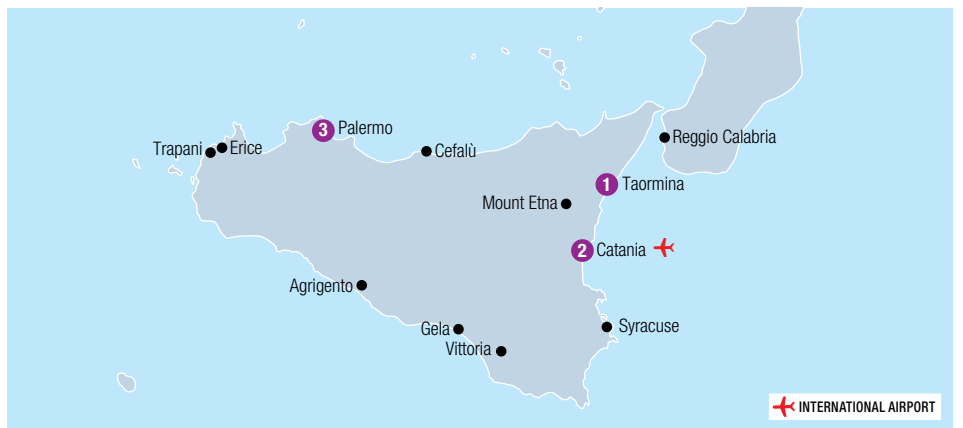 3 Palermo
Reggio Calabria
Trapani
Erice
Cefalù
1 Taormina
Mount Etna
2 Catania
Agrigento
Gela
Syracuse
Vittoria
INTERNATIONAL AIRPORT